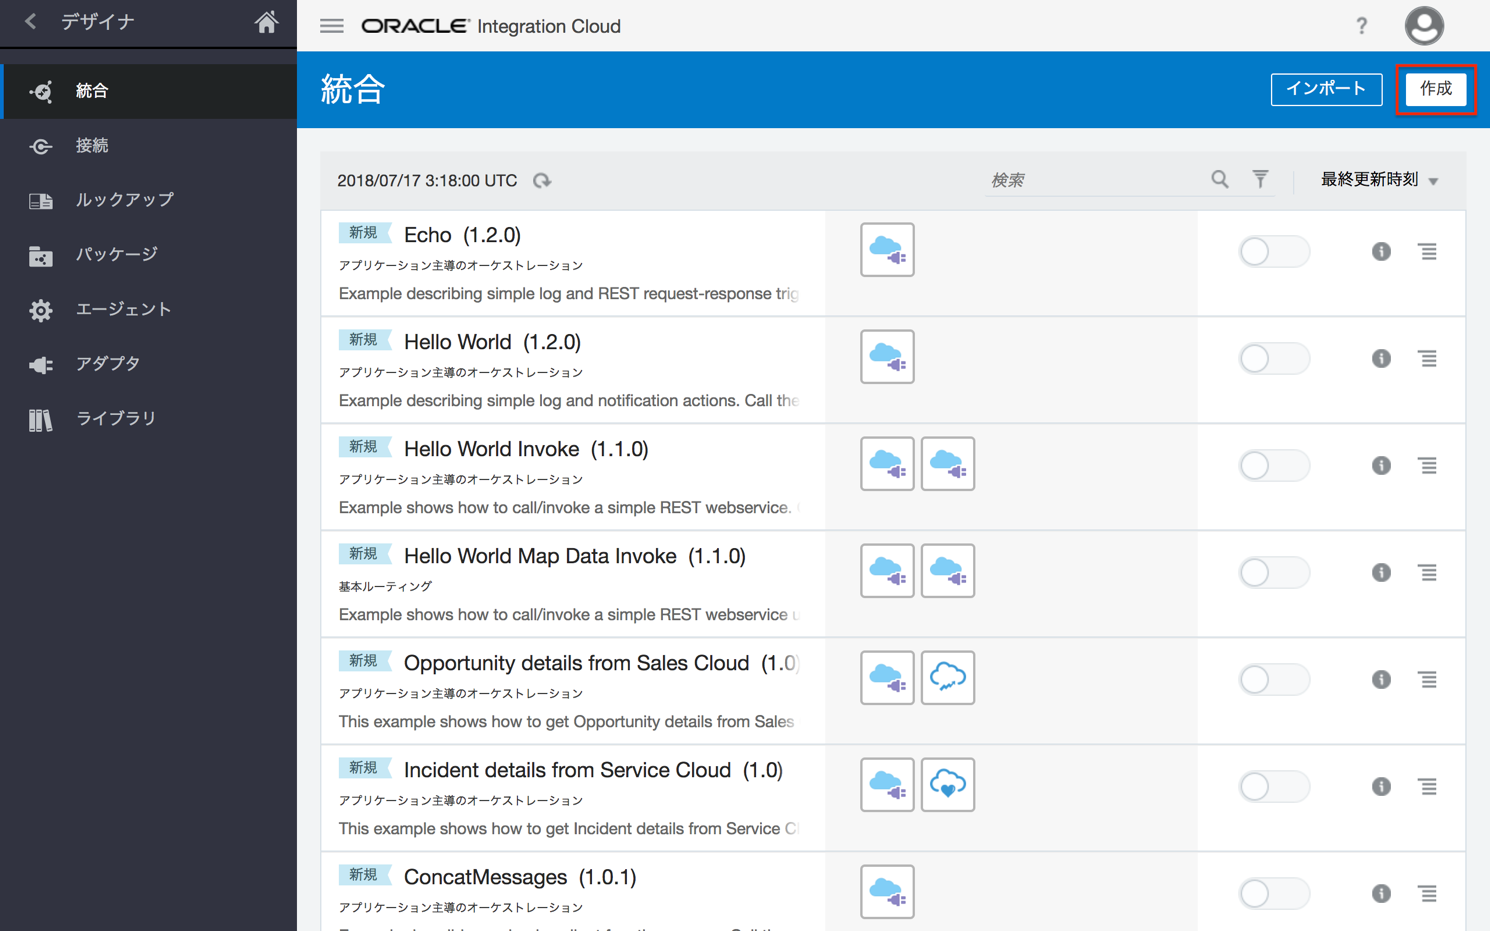 デザイナ
ORACLE Integration Cloud
?
統合
接続
ルックアップ
パッケージ
エージェント
アダプタ
ライブラリ
統合
インポート
作成
2018/07/17 3:18:00 UTC
検索
最終更新時刻
新規 Echo (1.2.0)
アプリケーション主導のオーケストレーション
Example describing simple log and REST request-response trig
新規 Hello World (1.2.0)
アプリケーション主導のオーケストレーション
Example describing simple log and notification actions. Call the
新規 Hello World Invoke (1.1.0)
アプリケーション主導のオーケストレーション
Example shows how to call/invoke a simple REST webservice.
新規 Hello World Map Data Invoke (1.1.0)
基本ルーティング
Example shows how to call/invoke a simple REST webservice u
新規 Opportunity details from Sales Cloud (1.0)
アプリケーション主導のオーケストレーション
This example shows how to get Opportunity details from Sales
新規 Incident details from Service Cloud (1.0)
アプリケーション主導のオーケストレーション
This example shows how to get Incident details from Service Cl
新規 ConcatMessages (1.0.1)
アプリケーション主導のオーケストレーション